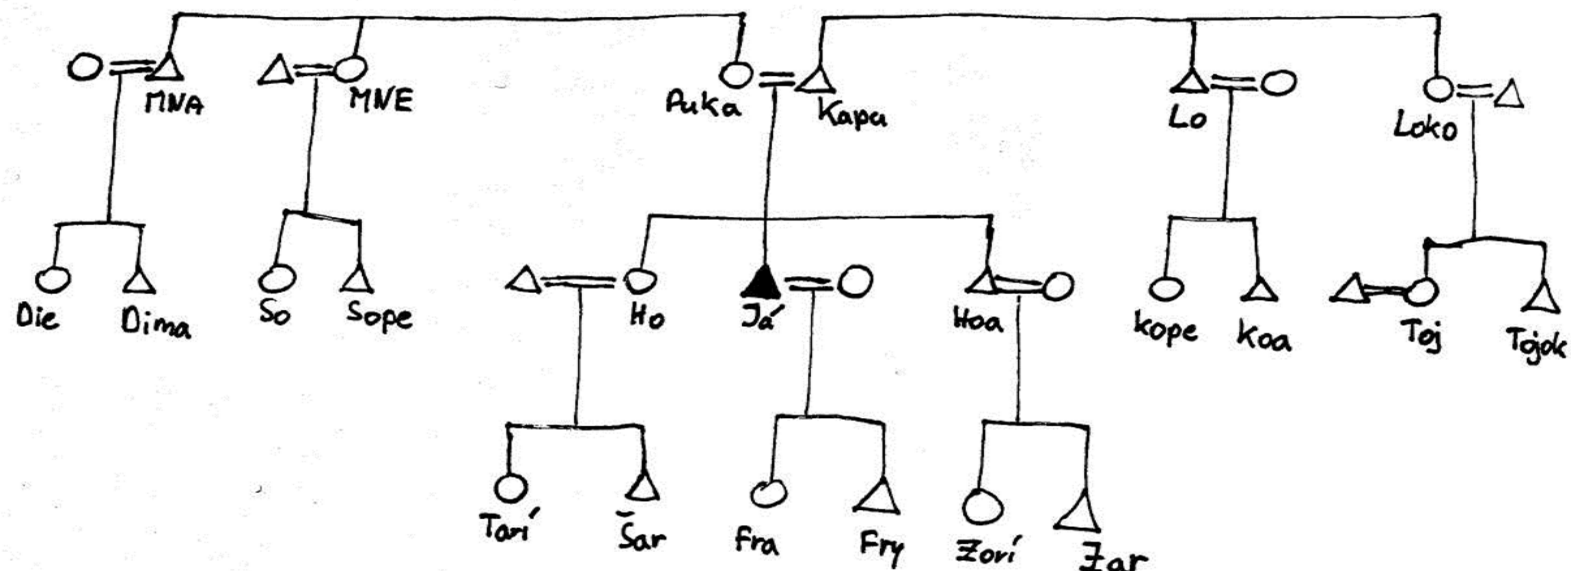 MNA
MNE
Puka
Kapa
Lo
Loko
Die
Dima
So
Sope
Ho
Já
Hoa
kope
Koa
Toj
Tojok
Tarí
Šar
Fra
Fry
Zorí
Zar